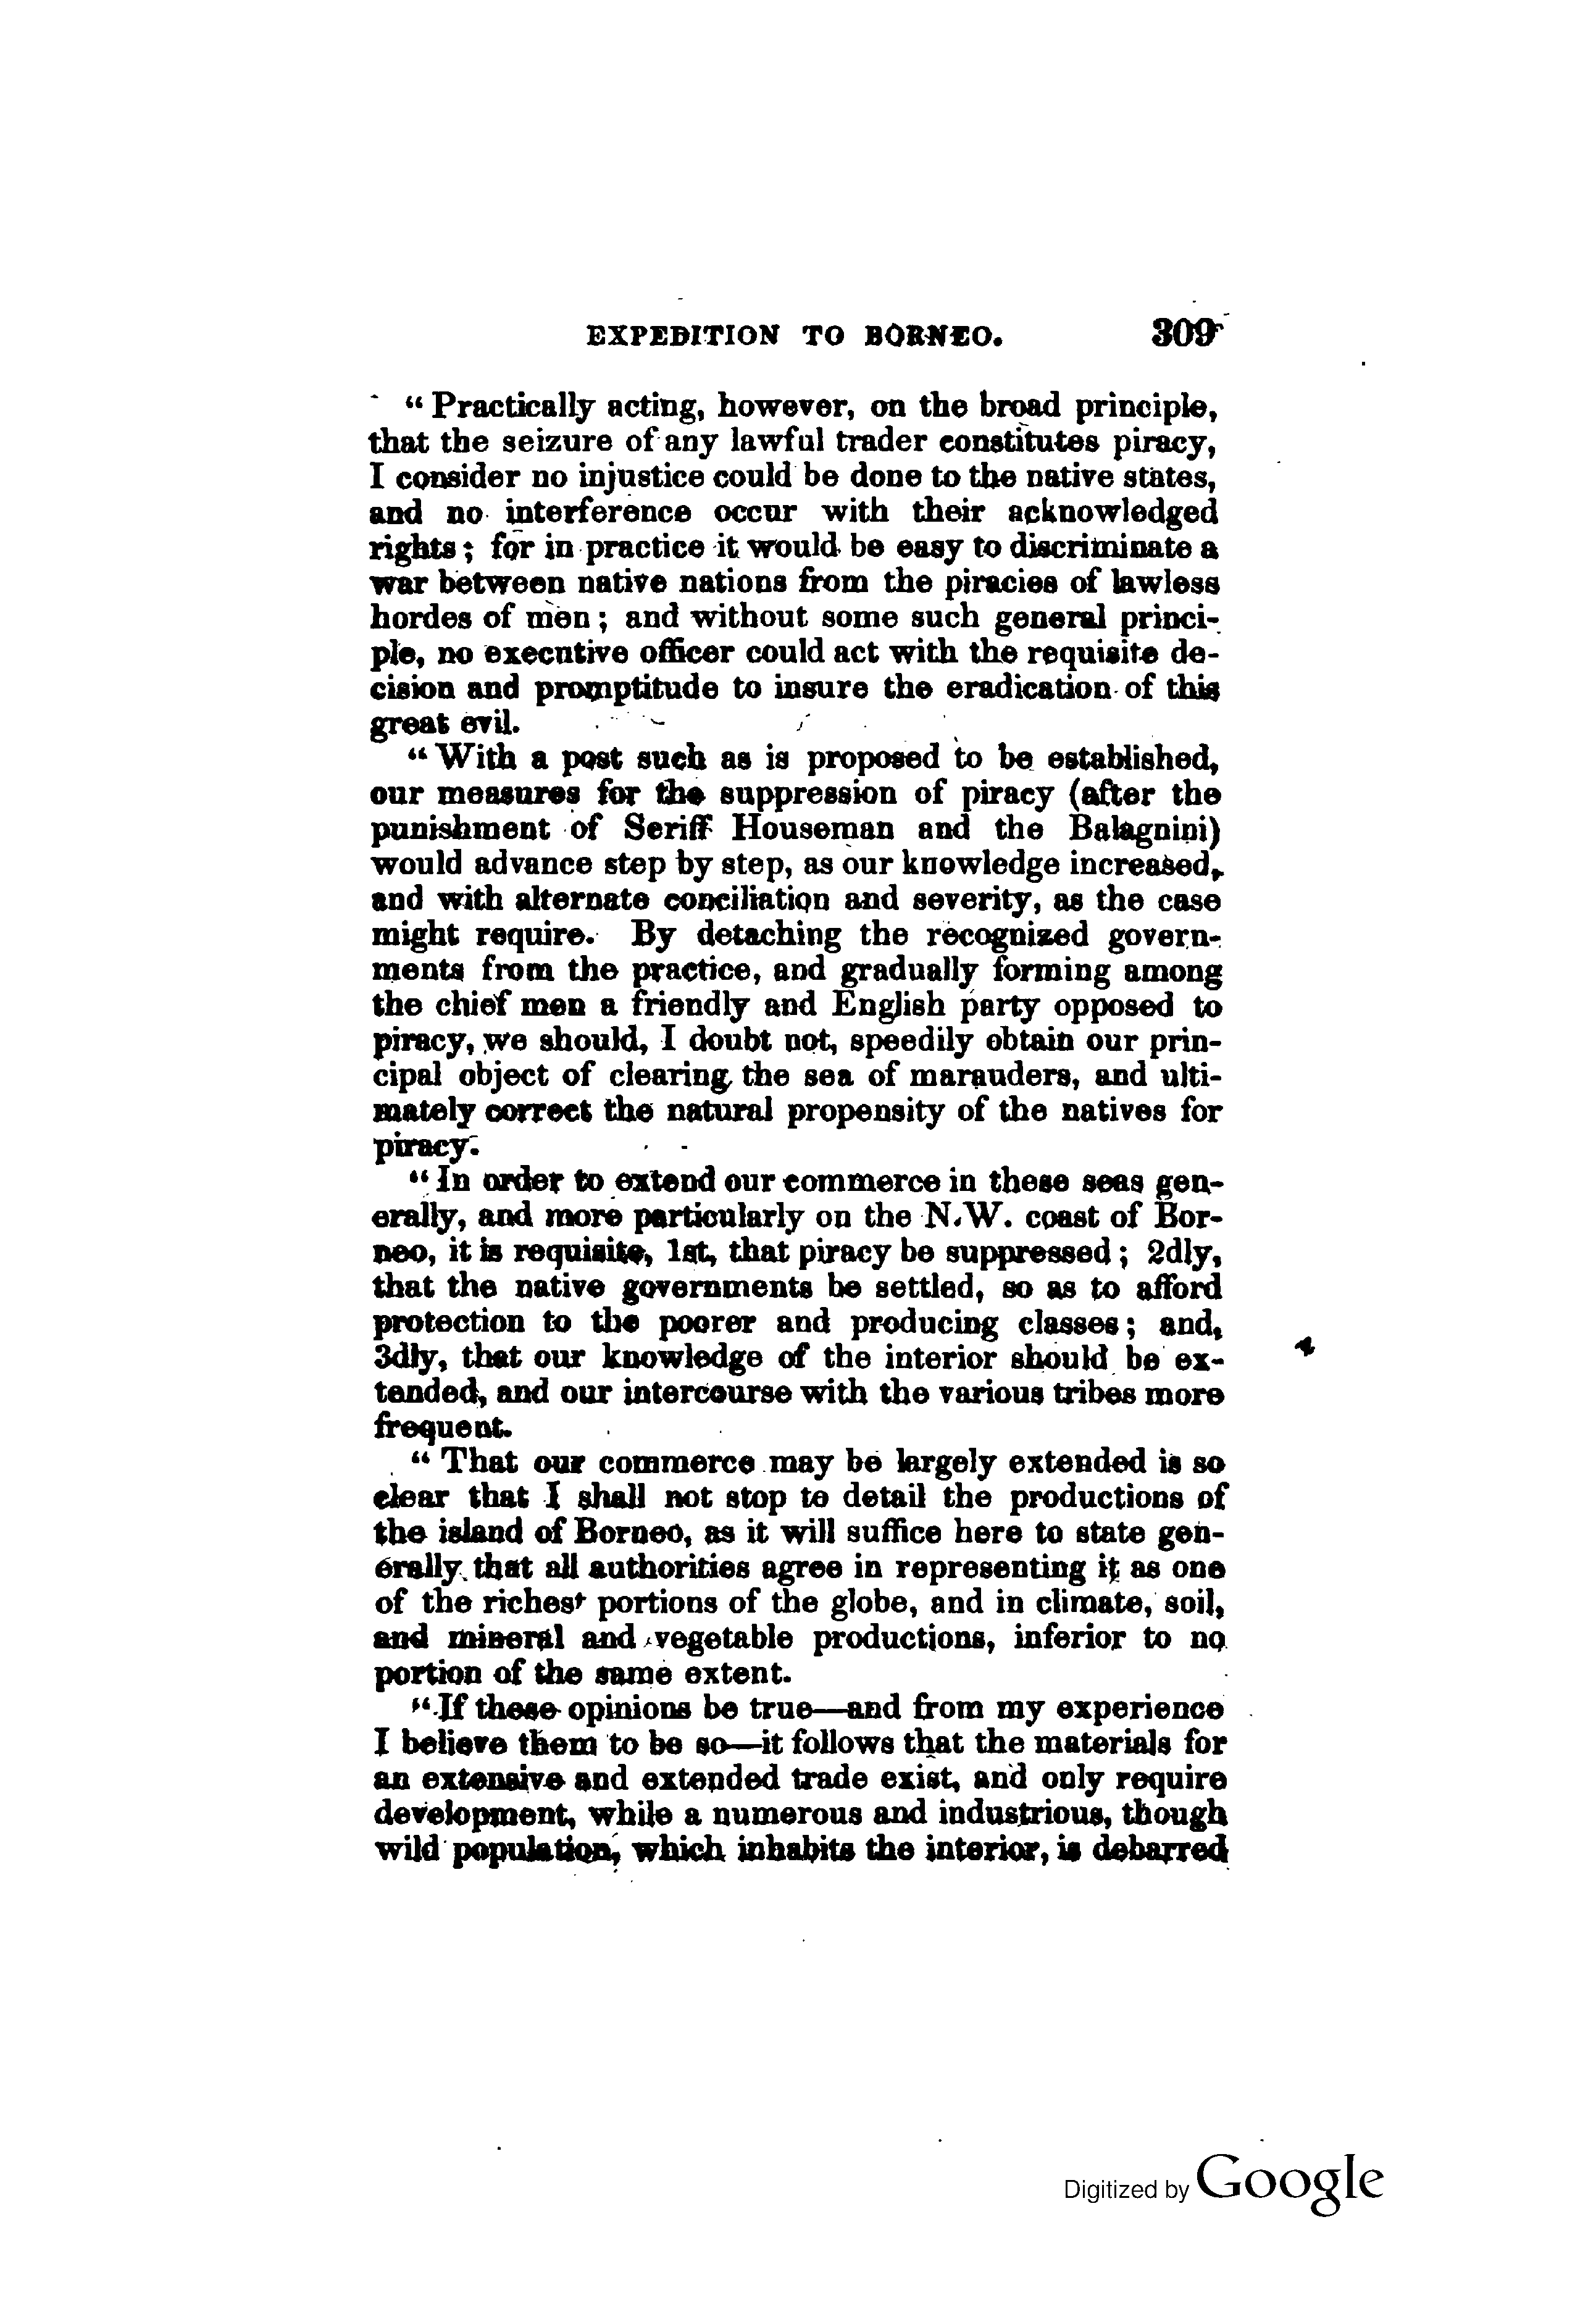 EXPEDITION TO BORNEO. 309
“ Practically acting, however, on the broad principle,
that the seizure of any lawful trader constitutes piracy,
I consider no injustice could be done to the native states,
and no interference occur with their acknowledged
rights ; for in practice it would be easy to discriminate a
war between native nations from the piracies of lawless
hordes of men ; and without some such general princi-
ple, no executive officer could act with the requisite de-
cision and promptitude to insure the eradication of this
great evil.
“ With a post such as is proposed to be established,
our measures for the suppression of piracy (after the
punishment of Seriff Houseman and the Balagnini)
would advance step by step, as our knowledge increased,
and with alternate conciliation and severity, as the case
might require. By detaching the recognized govern-
ments from the practice, and gradually forming among
the chief men a friendly and English party opposed to
piracy, we should, I doubt not, speedily obtain our prin-
cipal object of clearing the sea of marauders, and ulti-
mately correct the natural propensity of the natives for
piracy.
“ In order to extend our commerce in these seas gen-
erally, and more particularly on the N.W. coast of Bor-
neo, it is requisite, 1st, that piracy be suppressed ; 2dly,
that the native governments be settled, so as to afford
protection to the poorer and producing classes ; and,
3dly, that our knowledge of the interior should be ex-
tended, and our intercourse with the various tribes more
frequent.
“ That our commerce may be largely extended is so
clear that I shall not stop to detail the productions of
the island of Borneo, as it will suffice here to state gen-
erally that all authorities agree in representing it as one
of the richest portions of the globe, and in climate, soil,
and mineral and vegetable productions, inferior to no
portion of the same extent.
“ If these opinions be true—and from my experience
I believe them to be so—it follows that the materials for
an extensive and extended trade exist, and only require
development, while a numerous and industrious, though
wild population, which inhabits the interior, is debarred
Digitized by Google